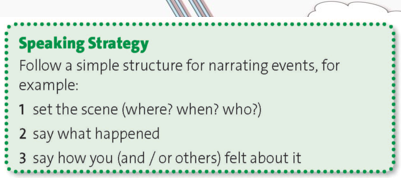 Speaking Strategy
Follow a simple structure for narrating events, for
example:
1 set the scene (where? when? who?)
2 say what happened
3 say how you (and / or others) felt about it